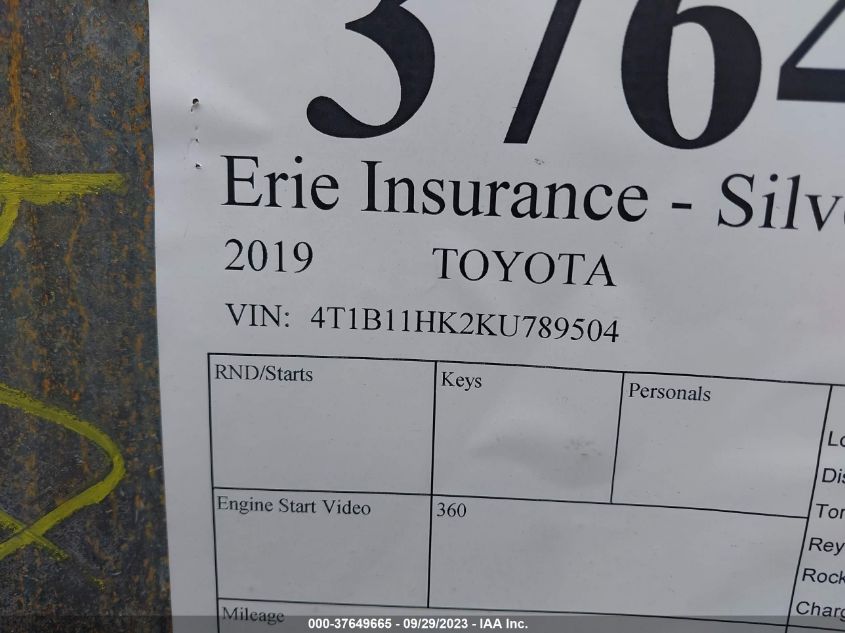 3764
Erie Insurance - Silv
2019 TOYOTA
VIN: 4T1B11HK2KU789504
RND/Starts Keys Personals
Lo
Dis
Engine Start Video 360
Tor
Rey
Rock
Charg
Mileage
000-37649665 - 09/29/2023 - IAA Inc.